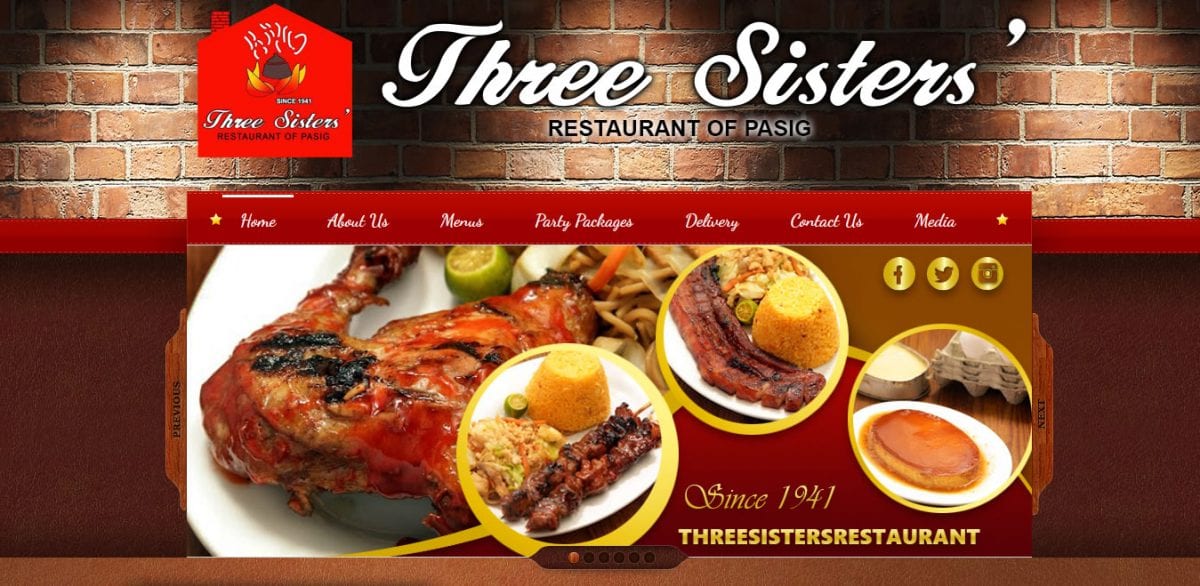 SINCE 1941
Three Sisters'
RESTAURANT OF PASIG
Three Sisters'
RESTAURANT OF PASIG
Home About Us Menus Party Packages Delivery Contact Us Media
PREVIOUS
NEXT
Since 1941
THREESISTERSRESTAURANT